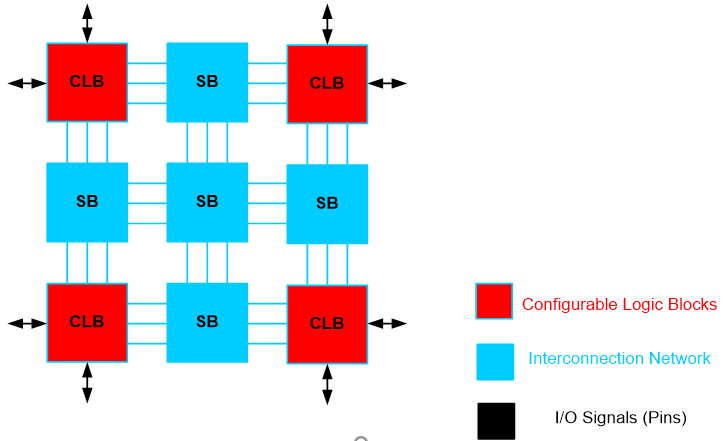 CLB
SB
CLB
SB
SB
SB
CLB
SB
CLB
Configurable Logic Blocks
Interconnection Network
I/O Signals (Pins)